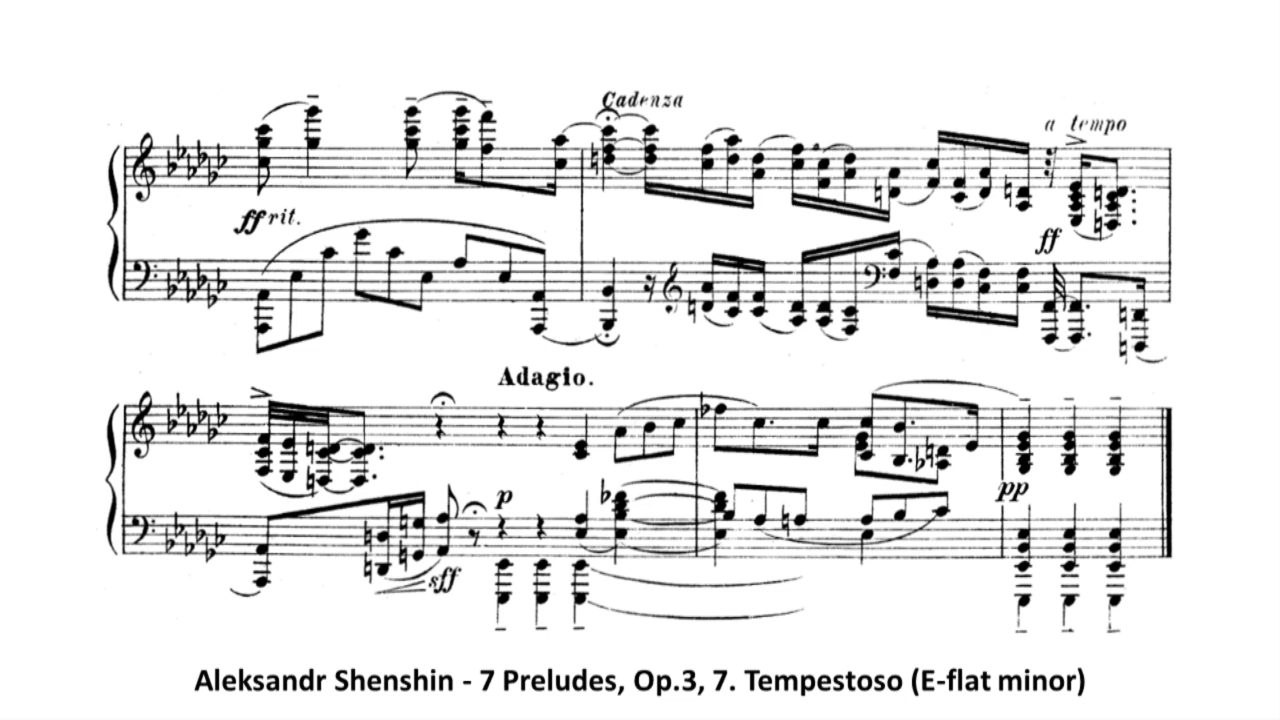 Cadenza
a tempo
ff rit.
ff
Adagio.
p
sff
pp
Aleksandr Shenshin - 7 Preludes, Op.3, 7. Tempestoso (E-flat minor)